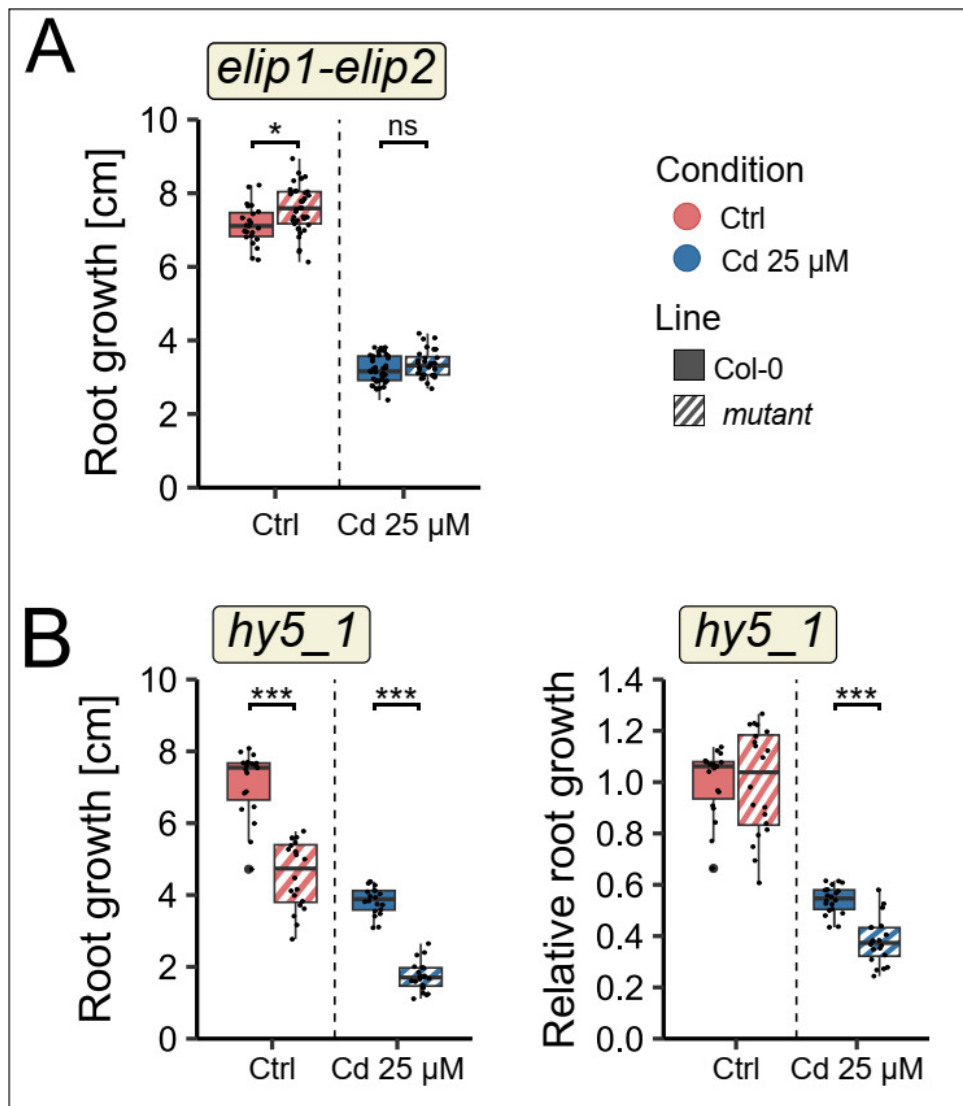 A
elip1-elip2
Root growth [cm]
10
8
6
4
2
0
*
ns
Ctrl
Cd 25 µM
Condition
Ctrl
Cd 25 µM
Line
Col-0
mutant
B
hy5_1
Root growth [cm]
10
8
6
4
2
0
***
***
Ctrl
Cd 25 µM
hy5_1
Relative root growth
1.4
1.2
1.0
0.8
0.6
0.4
0.2
0.0
***
Ctrl
Cd 25 µM